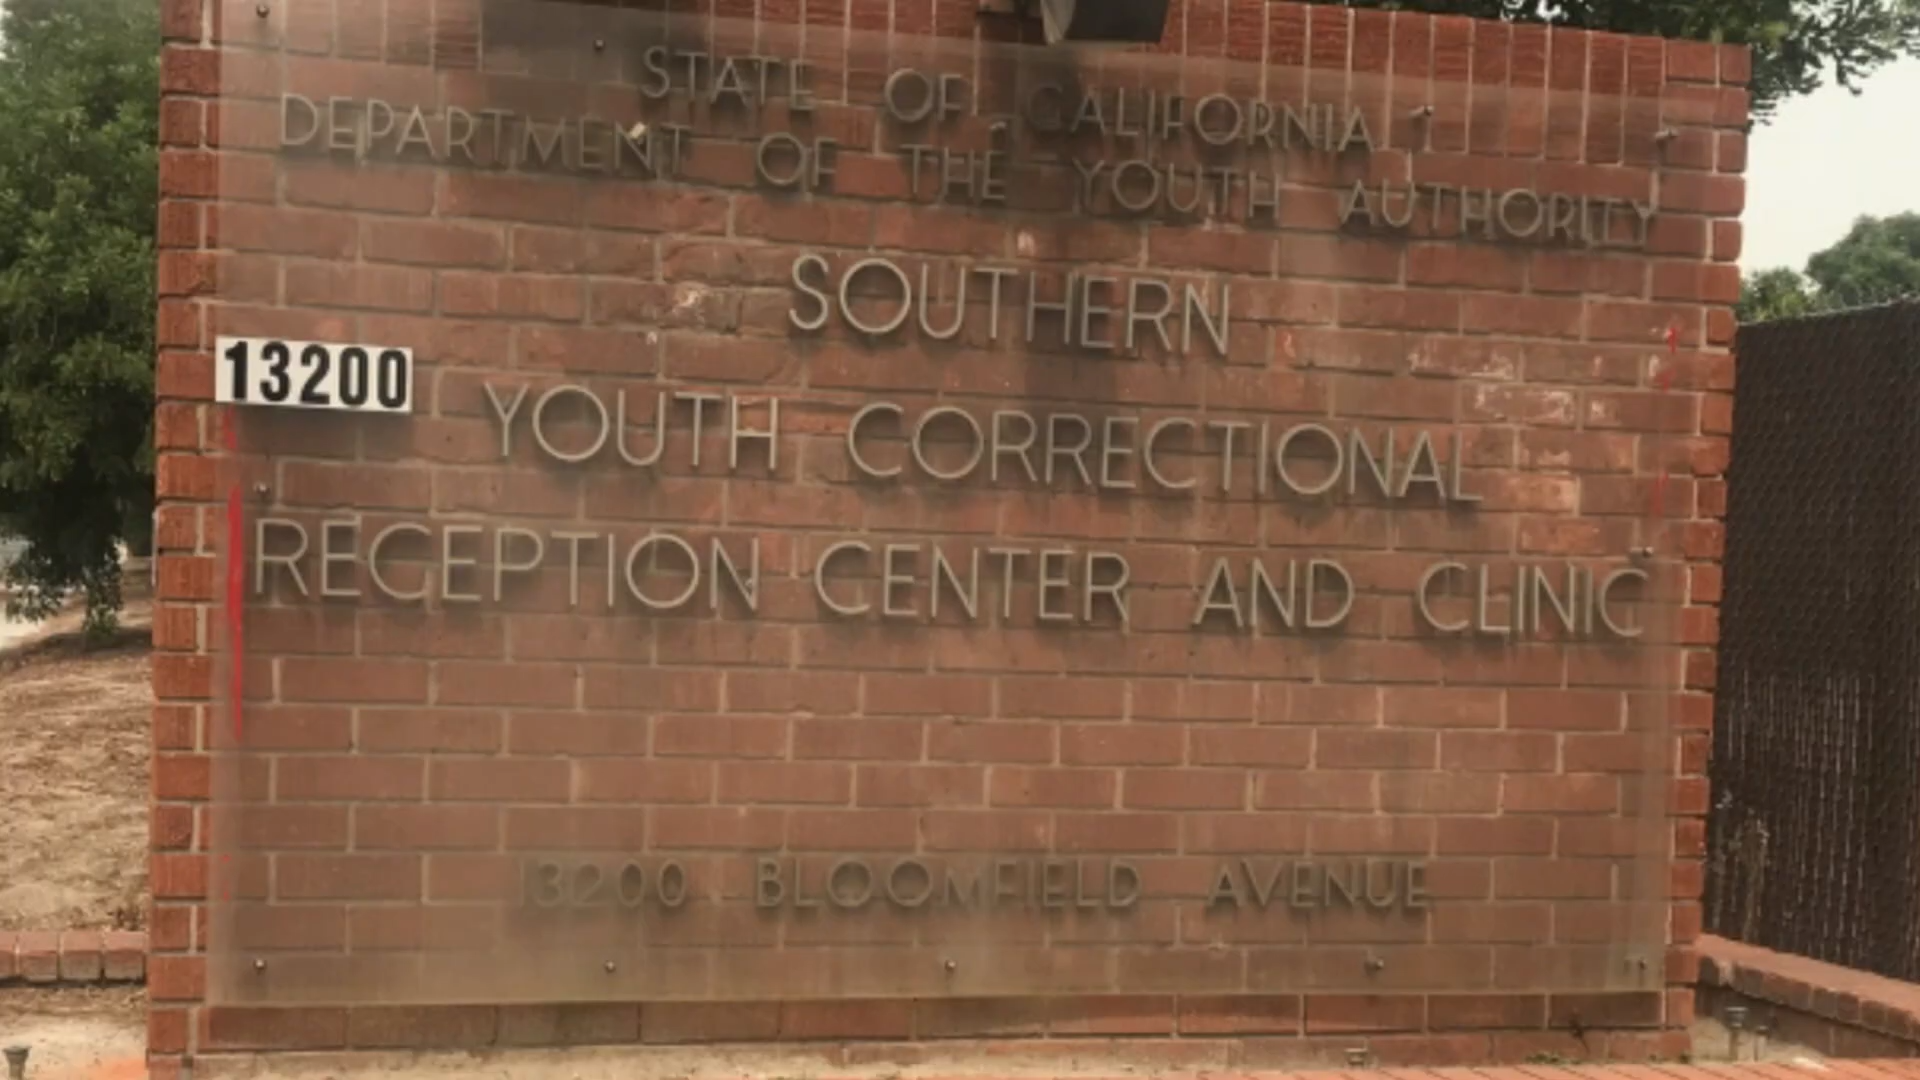 STATE OF CALIFORNIA
DEPARTMENT OF THE YOUTH AUTHORITY
SOUTHERN
13200
YOUTH CORRECTIONAL
RECEPTION CENTER AND CLINIC
13200 BLOOMFIELD AVENUE